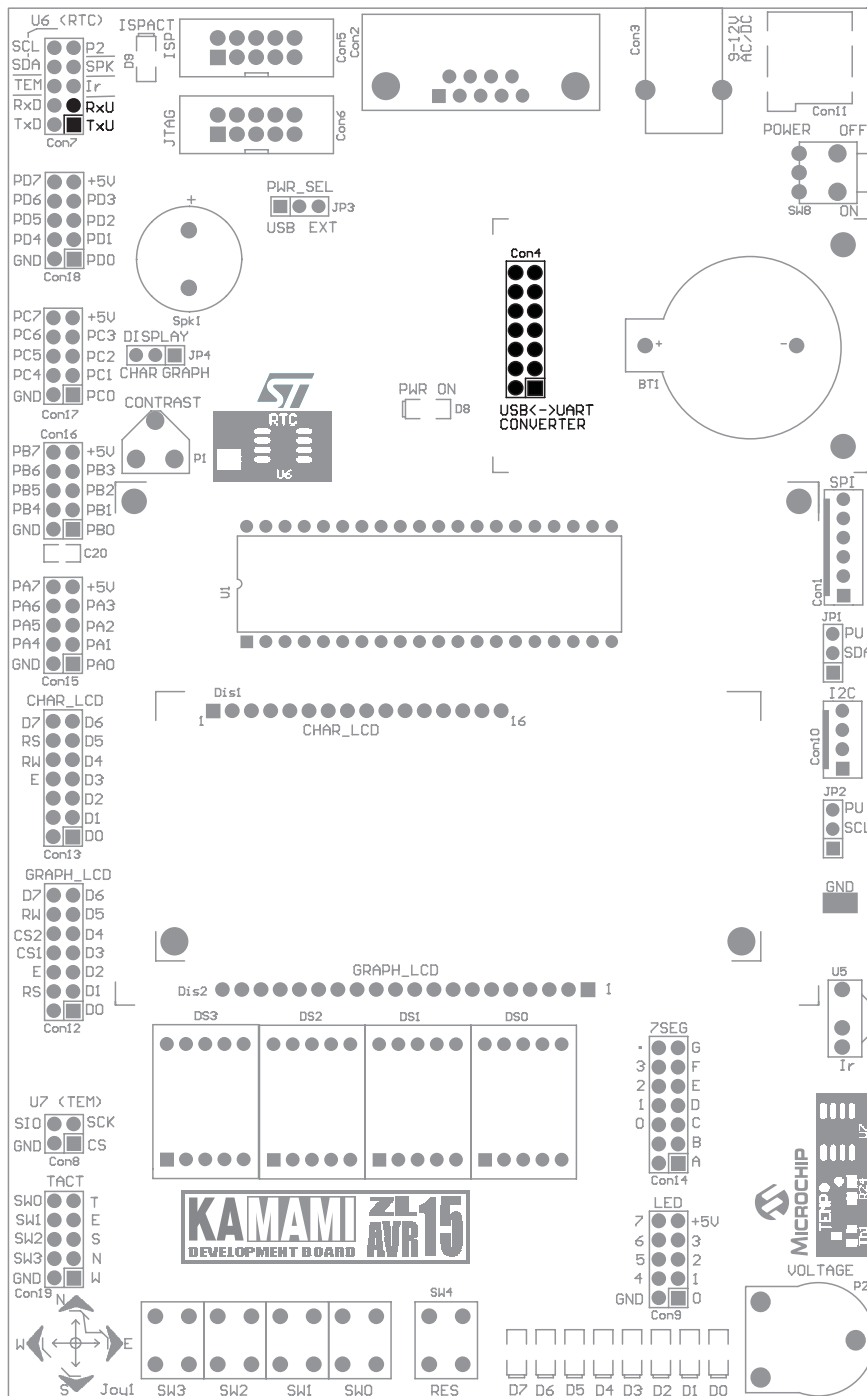 U6 (RTC)
SCL P2
SDA SPK
TEM Ir
RxD RxU
TxD TxU
Con7
ISPACT
D9
ISP
Con5
JTAG
Con6
Con2
Con3
9-12V
AC/DC
Con11
POWER OFF
SW8 ON
PD7 +5V
PD6 PD3
PD5 PD2
PD4 PD1
GND PD0
Con18
+
Spk1
PWR_SEL
JP3
USB EXT
Con4
USB<->UART
CONVERTER
+ -
BT1
PC7 +5V
PC6 PC3
PC5 PC2
PC4 PC1
GND PC0
Con17
DISPLAY
JP4
CHAR GRAPH
CONTRAST
P1
ST
RTC
U6
PWR ON
D8
Con16
PB7 +5V
PB6 PB3
PB5 PB2
PB4 PB1
GND PB0
C20
SPI
Con1
U1
PA7 +5V
PA6 PA3
PA5 PA2
PA4 PA1
GND PA0
Con15
JP1
PU
SDA
I2C
Con10
JP2
PU
SCL
GND
CHAR_LCD
D7 D6
RS D5
RW D4
E D3
D2
D1
D0
Con13
Dis1
1 16
CHAR_LCD
GRAPH_LCD
D7 D6
RW D5
CS2 D4
CS1 D3
E D2
RS D1
D0
Con12
GRAPH_LCD
Dis2 1
U5
Ir
DS3 DS2 DS1 DS0
7SEG
. G
3 F
2 E
1 D
0 C
B
A
Con14
U7 (TEM)
SIO SCK
GND CS
Con8
TACT
SW0 T
SW1 E
SW2 S
SW3 N
GND W
Con19
KAMAMI ZL
AVR 15
DEVELOPMENT BOARD
LED
7 +5V
6 3
5 2
4 1
GND 0
Con9
MICROCHIP
TEMP
U7
R24
VOLTAGE
P2
N
W E
S Joy1
SW3 SW2 SW1 SW0
SW4
RES
D7 D6 D5 D4 D3 D2 D1 D0